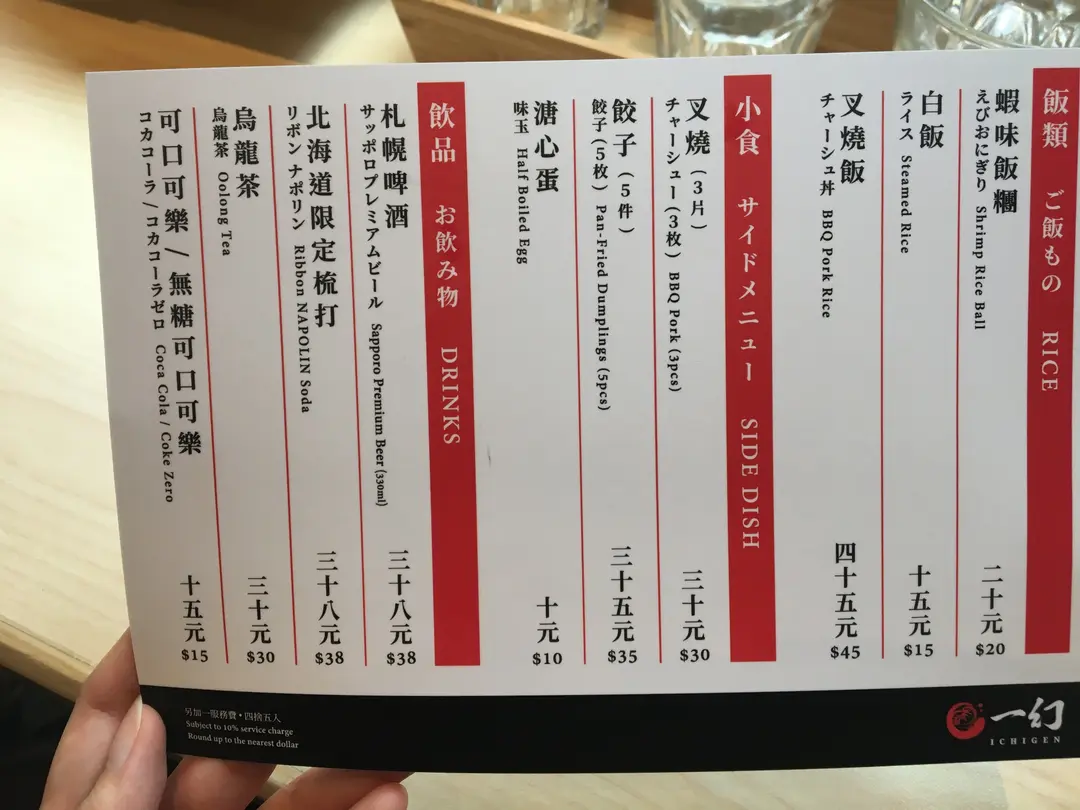 飯類 ご飯もの RICE
蝦味飯糰
えびおにぎり Shrimp Rice Ball
二十元
$20
白飯
ライス Steamed Rice
十五元
$15
叉燒飯
チャーシュ丼 BBQ Pork Rice
四十五元
$45
小食 サイドメニュー SIDE DISH
叉燒（3片）
チャーシュー(3枚) BBQ Pork (3pcs)
三十元
$30
餃子（5件）
餃子(5枚) Pan-Fried Dumplings (5pcs)
三十五元
$35
溏心蛋
味玉 Half Boiled Egg
十元
$10
飲品 お飲み物 DRINKS
札幌啤酒
サッポロプレミアムビール Sapporo Premium Beer (330ml)
三十八元
$38
北海道限定梳打
リボンナポリン Ribbon NAPOLIN Soda
三十八元
$38
烏龍茶
烏龍茶 Oolong Tea
三十元
$30
可口可樂/無糖可口可樂
コカコーラ/コカコーラゼロ Coca Cola / Coke Zero
十五元
$15
另加一服務費・四捨五入
Subject to 10% service charge
Round up to the nearest dollar
一幻
ICHIGEN